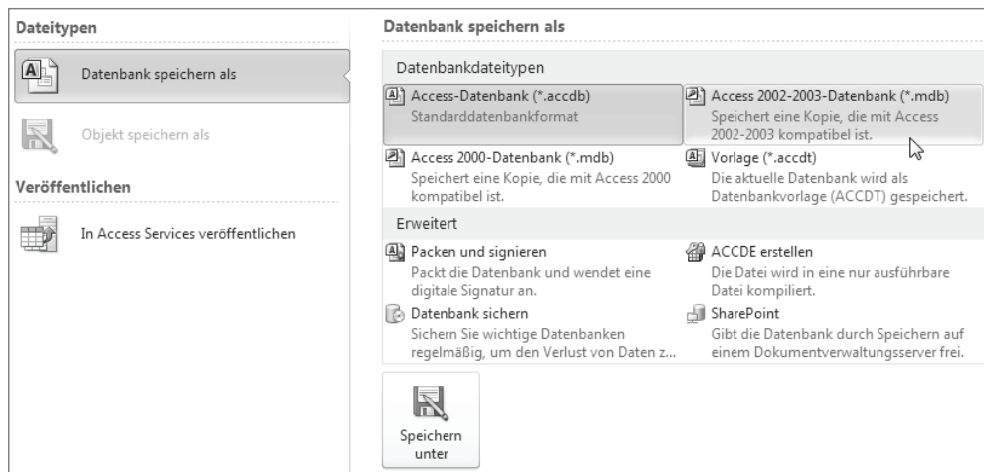 Dateitypen
Datenbank speichern als
Objekt speichern als
Veröffentlichen
In Access Services veröffentlichen
Datenbank speichern als
Datenbankdateitypen
Access-Datenbank (*.accdb)
Standarddatenbankformat
Access 2002-2003-Datenbank (*.mdb)
Speichert eine Kopie, die mit Access
2002-2003 kompatibel ist.
Access 2000-Datenbank (*.mdb)
Speichert eine Kopie, die mit Access 2000
kompatibel ist.
Vorlage (*.accdt)
Die aktuelle Datenbank wird als
Datenbankvorlage (ACCDT) gespeichert.
Erweitert
Packen und signieren
Packt die Datenbank und wendet eine
digitale Signatur an.
ACCDE erstellen
Die Datei wird in eine nur ausführbare
Datei kompiliert.
Datenbank sichern
Sichern Sie wichtige Datenbanken
regelmäßig, um den Verlust von Daten z...
SharePoint
Gibt die Datenbank durch Speichern auf
einem Dokumentverwaltungsserver frei.
Speichern
unter